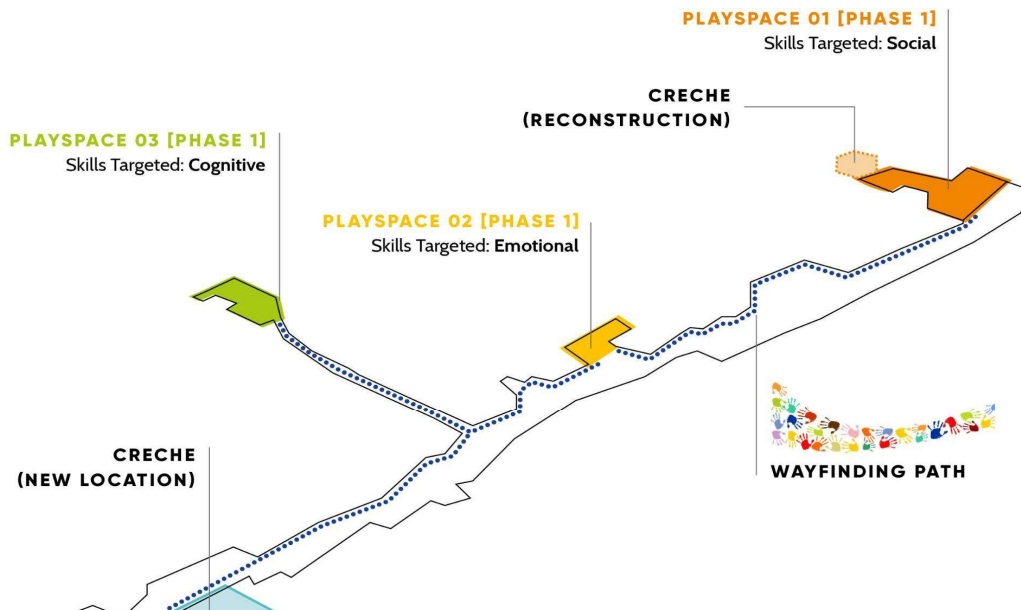 PLAYSPACE 01 [PHASE 1]
Skills Targeted: Social
CRECHE
(RECONSTRUCTION)
PLAYSPACE 03 [PHASE 1]
Skills Targeted: Cognitive
PLAYSPACE 02 [PHASE 1]
Skills Targeted: Emotional
CRECHE
(NEW LOCATION)
WAYFINDING PATH